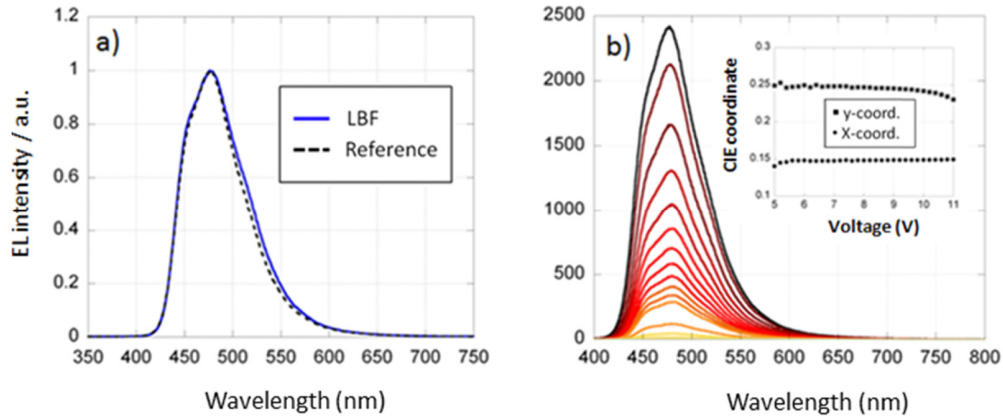 a)
EL intensity / a.u.
1.2
1
0.8
0.6
0.4
0.2
0
LBF
Reference
350 400 450 500 550 600 650 700 750
Wavelength (nm)
b)
2500
2000
1500
1000
500
0
CIE coordinate
0.3
0.25
0.2
0.15
0.1
y-coord.
X-coord.
5 6 7 8 9 10 11
Voltage (V)
400 450 500 550 600 650 700 750 800
Wavelength (nm)